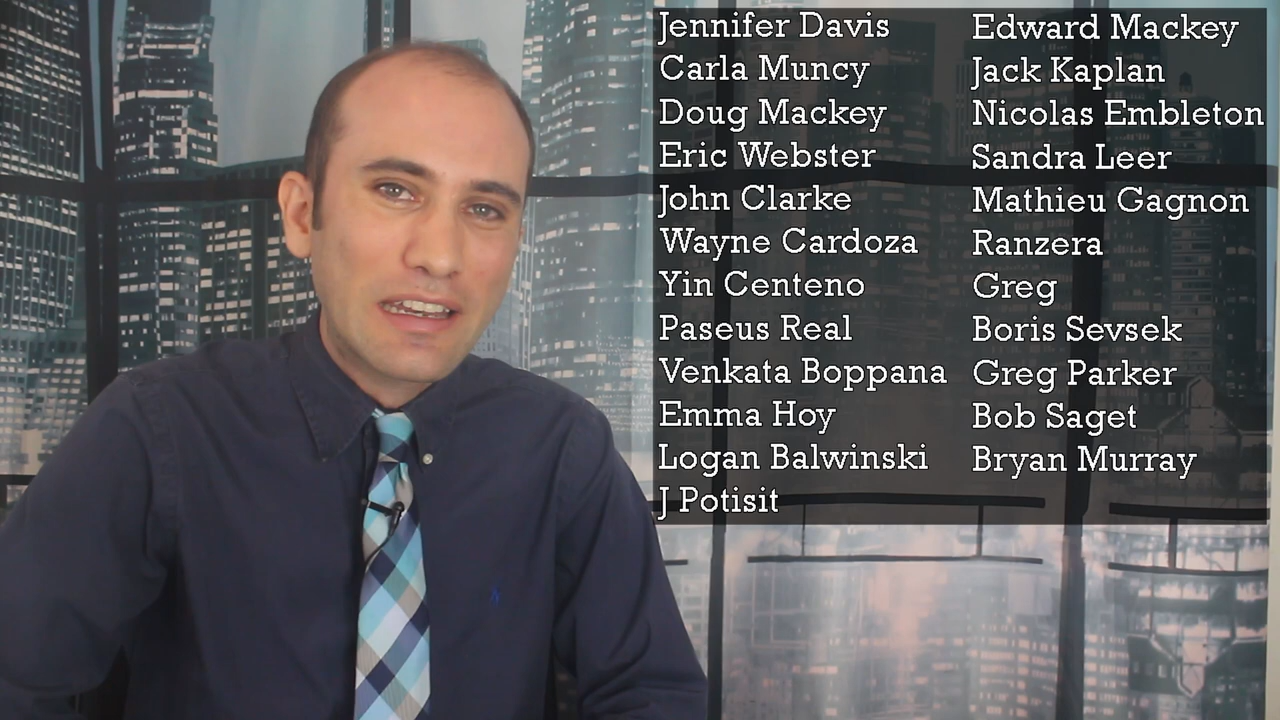 Jennifer Davis
Carla Muncy
Doug Mackey
Eric Webster
John Clarke
Wayne Cardoza
Yin Centeno
Paseus Real
Venkata Boppana
Emma Hoy
Logan Balwinski
J Potisit
Edward Mackey
Jack Kaplan
Nicolas Embleton
Sandra Leer
Mathieu Gagnon
Ranzera
Greg
Boris Sevsek
Greg Parker
Bob Saget
Bryan Murray